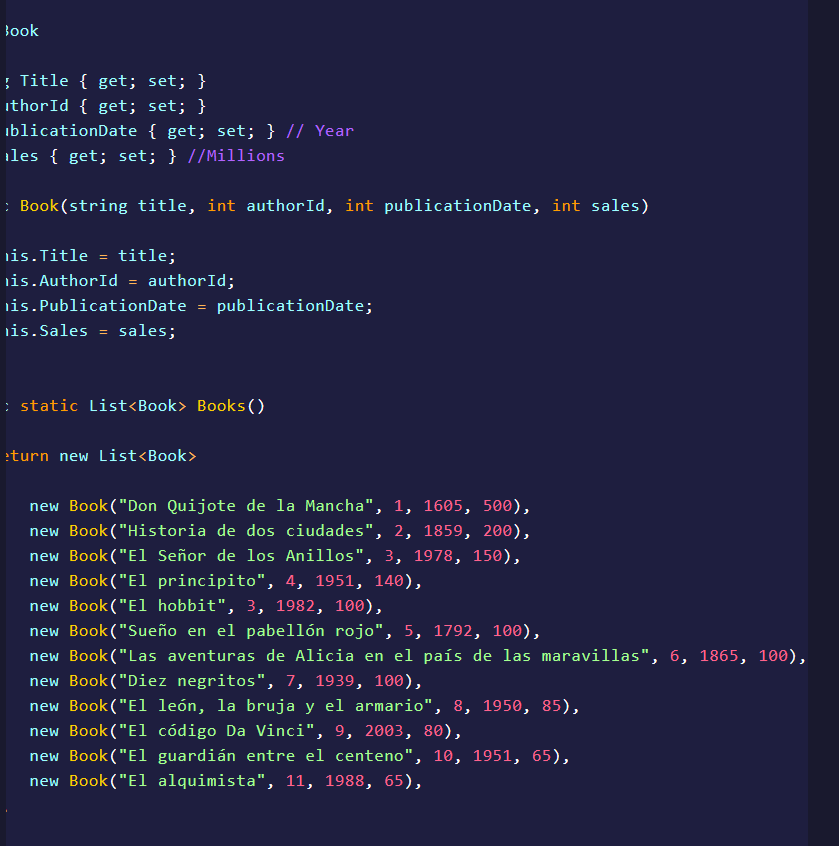 Book
Title { get; set; }
uthorId { get; set; }
ublicationDate { get; set; } // Year
ales { get; set; } //Millions
Book(string title, int authorId, int publicationDate, int sales)
his.Title = title;
his.AuthorId = authorId;
his.PublicationDate = publicationDate;
his.Sales = sales;
static List<Book> Books()
eturn new List<Book>
new Book("Don Quijote de la Mancha", 1, 1605, 500),
new Book("Historia de dos ciudades", 2, 1859, 200),
new Book("El Señor de los Anillos", 3, 1978, 150),
new Book("El principito", 4, 1951, 140),
new Book("El hobbit", 3, 1982, 100),
new Book("Sueño en el pabellón rojo", 5, 1792, 100),
new Book("Las aventuras de Alicia en el país de las maravillas", 6, 1865, 100),
new Book("Diez negritos", 7, 1939, 100),
new Book("El león, la bruja y el armario", 8, 1950, 85),
new Book("El código Da Vinci", 9, 2003, 80),
new Book("El guardián entre el centeno", 10, 1951, 65),
new Book("El alquimista", 11, 1988, 65),